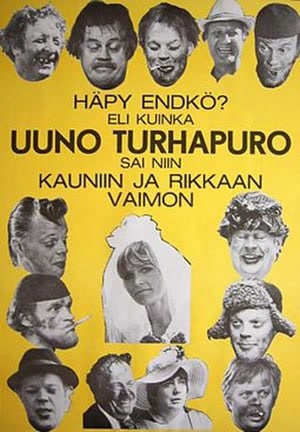 HÄPY ENDKÖ?
ELI KUINKA
UUNO TURHAPURO
SAI NIIN
KAUNIIN JA RIKKAAN
VAIMON